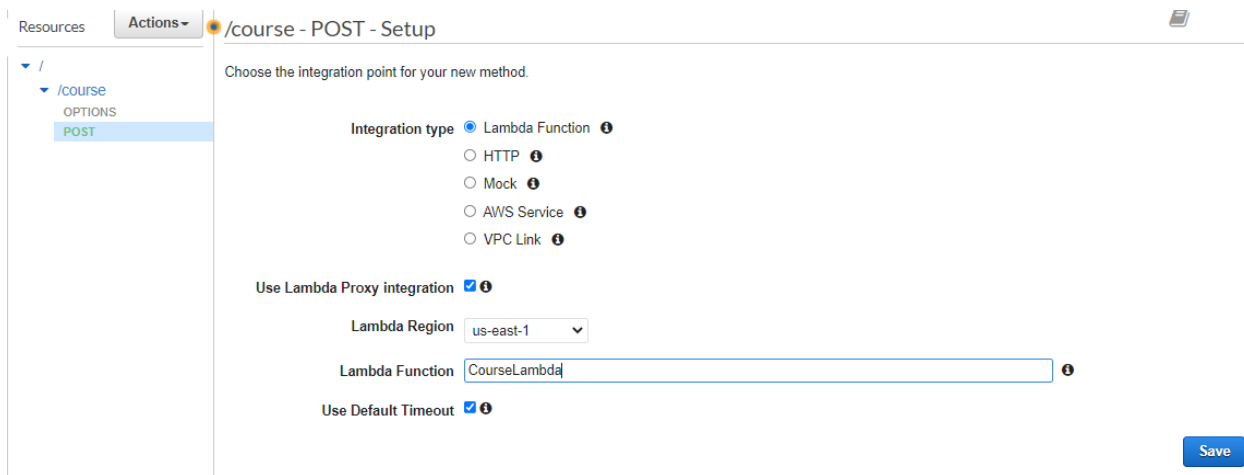 Resources
Actions
/course - POST - Setup
/
/course
OPTIONS
POST
Choose the integration point for your new method.
Integration type
Lambda Function
HTTP
Mock
AWS Service
VPC Link
Use Lambda Proxy integration
Lambda Region us-east-1
Lambda Function CourseLambda
Use Default Timeout
Save